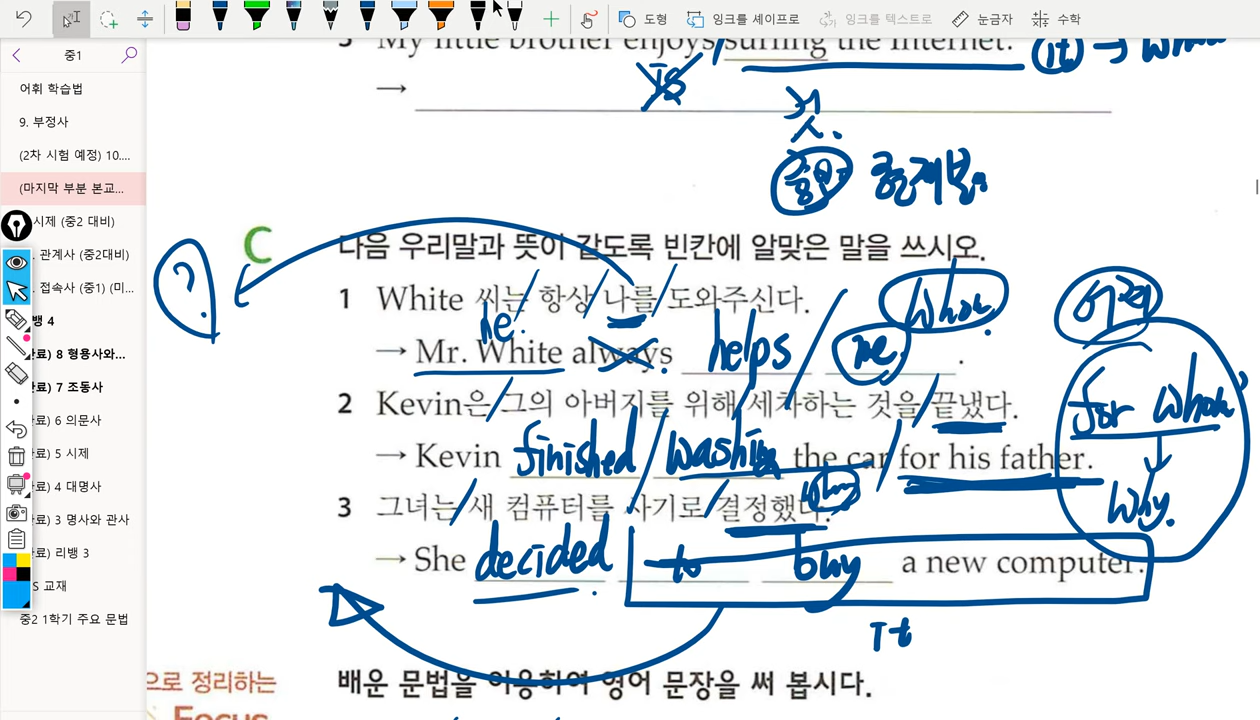 도형 잉크를 셰이프로 잉크를 텍스트로 눈금자 수학
중1
어휘 학습법
9. 부정사
(2차 시험 예정) 10....
(마지막 부분 본교...
시제 (중2 대비)
. 관계사 (중2대비)
. 접속사 (중1) (미...
뱅 4
료) 8 형용사와...
료) 7 조동사
료) 6 의문사
료) 5 시제
료) 4 대명사
료) 3 명사와 관사
료) 리뱅 3
S 교재
중2 1학기 주요 문법
3 My little brother enjoys surfing the Internet. it →
is
→
것.
C 다음 우리말과 뜻이 같도록 빈칸에 알맞은 말을 쓰시오.
?
1 White 씨는 항상 나를 도와주신다.
he whom
→ Mr. White always helps me.
2 Kevin은 그의 아버지를 위해 세차하는 것을 끝냈다.
→ Kevin finished washing the car for his father.
for whom
why.
3 그녀는 새 컴퓨터를 사기로 결정했다.
→ She decided to buy a new computer.
It
으로 정리하는
Focus
배운 문법을 이용하여 영어 문장을 써 봅시다.